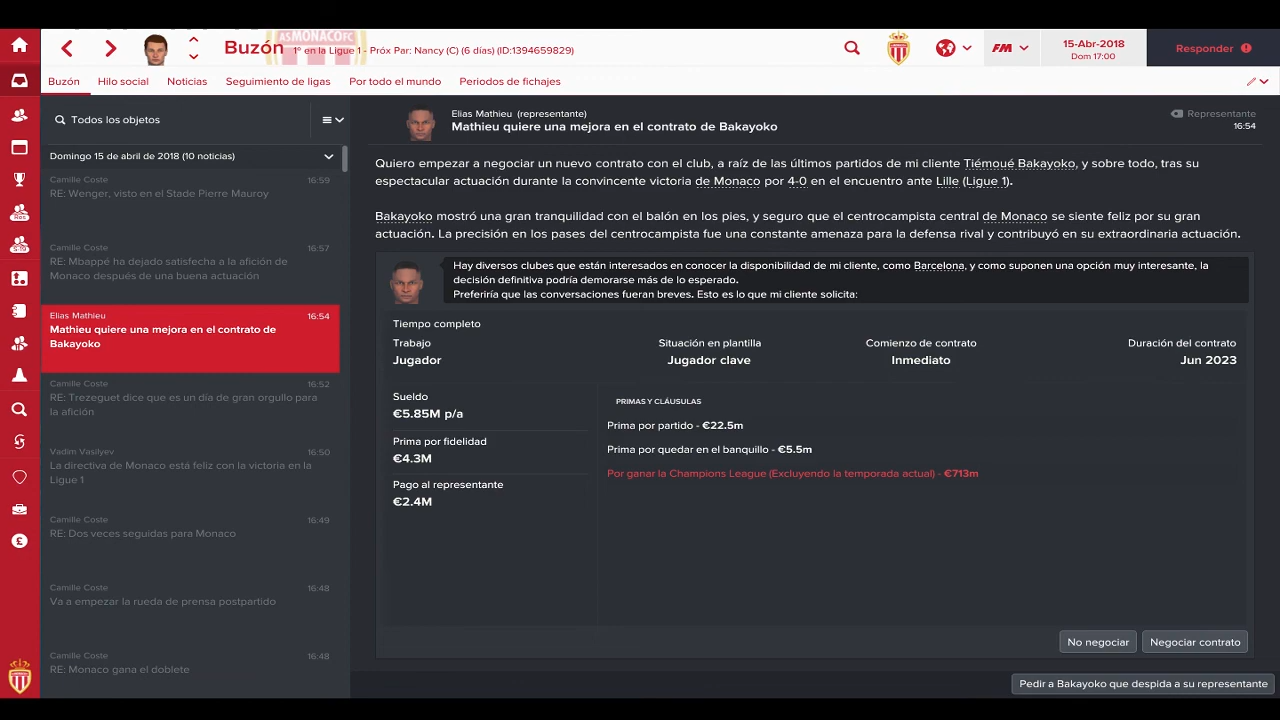 ASMONACOFC
Buzón
1º en la Ligue 1 - Próx Par: Nancy (C) (6 días) (ID:1394659829)
FM
15-Abr-2018
Dom 17:00
Responder
Buzón
Hilo social
Noticias
Seguimiento de ligas
Por todo el mundo
Periodos de fichajes
Todos los objetos
Domingo 15 de abril de 2018 (10 noticias)
Camille Coste 16:59
RE: Wenger, visto en el Stade Pierre Mauroy
Camille Coste 16:57
RE: Mbappé ha dejado satisfecha a la afición de
Monaco después de una buena actuación
Elias Mathieu 16:54
Mathieu quiere una mejora en el contrato de
Bakayoko
Camille Coste 16:52
RE: Trezeguet dice que es un día de gran orgullo para
la afición
Vadim Vasilyev 16:50
La directiva de Monaco está feliz con la victoria en la
Ligue 1
Camille Coste 16:49
RE: Dos veces seguidas para Monaco
Camille Coste 16:48
Va a empezar la rueda de prensa postpartido
Camille Coste 16:48
RE: Monaco gana el doblete
Elias Mathieu (representante)
Mathieu quiere una mejora en el contrato de Bakayoko
Representante
16:54
Quiero empezar a negociar un nuevo contrato con el club, a raíz de las últimos partidos de mi cliente Tiémoué Bakayoko, y sobre todo, tras su
espectacular actuación durante la convincente victoria de Monaco por 4-0 en el encuentro ante Lille (Ligue 1).
Bakayoko mostró una gran tranquilidad con el balón en los pies, y seguro que el centrocampista central de Monaco se siente feliz por su gran
actuación. La precisión en los pases del centrocampista fue una constante amenaza para la defensa rival y contribuyó en su extraordinaria actuación.
Hay diversos clubes que están interesados en conocer la disponibilidad de mi cliente, como Barcelona, y como suponen una opción muy interesante, la
decisión definitiva podría demorarse más de lo esperado.
Preferiría que las conversaciones fueran breves. Esto es lo que mi cliente solicita:
Tiempo completo
Trabajo
Jugador
Situación en plantilla
Jugador clave
Comienzo de contrato
Inmediato
Duración del contrato
Jun 2023
Sueldo
€5.85M p/a
Prima por fidelidad
€4.3M
Pago al representante
€2.4M
PRIMAS Y CLÁUSULAS
Prima por partido - €22.5m
Prima por quedar en el banquillo - €5.5m
Por ganar la Champions League (Excluyendo la temporada actual) - €713m
No negociar
Negociar contrato
Pedir a Bakayoko que despida a su representante